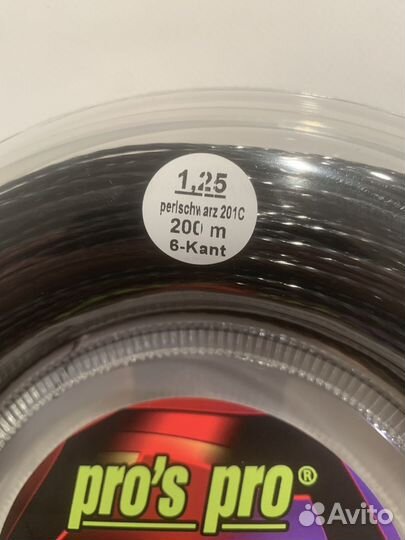 1,25
perlschwarz 201C
200 m
6-Kant
pro's pro®
Avito